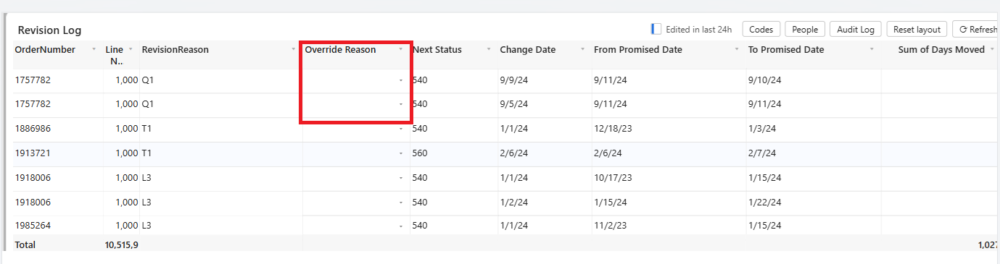 Revision Log Edited in last 24h Codes People Audit Log Reset layout Refresh
OrderNumber Line N.. RevisionReason Override Reason Next Status Change Date From Promised Date To Promised Date Sum of Days Moved
1757782 1,000 Q1 540 9/9/24 9/11/24 9/10/24
1757782 1,000 Q1 540 9/5/24 9/11/24 9/11/24
1886986 1,000 T1 540 1/1/24 12/18/23 1/3/24
1913721 1,000 T1 560 2/6/24 2/6/24 2/7/24
1918006 1,000 L3 540 1/1/24 10/17/23 1/15/24
1918006 1,000 L3 540 1/2/24 1/15/24 1/22/24
1985264 1,000 L3 540 1/1/24 11/2/23 1/15/24
Total 10,515,9 1,027